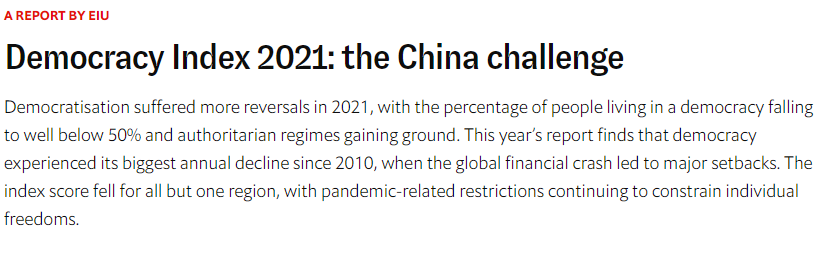 A REPORT BY EIU
Democracy Index 2021: the China challenge
Democratisation suffered more reversals in 2021, with the percentage of people living in a democracy falling
to well below 50% and authoritarian regimes gaining ground. This year’s report finds that democracy
experienced its biggest annual decline since 2010, when the global financial crash led to major setbacks. The
index score fell for all but one region, with pandemic-related restrictions continuing to constrain individual
freedoms.